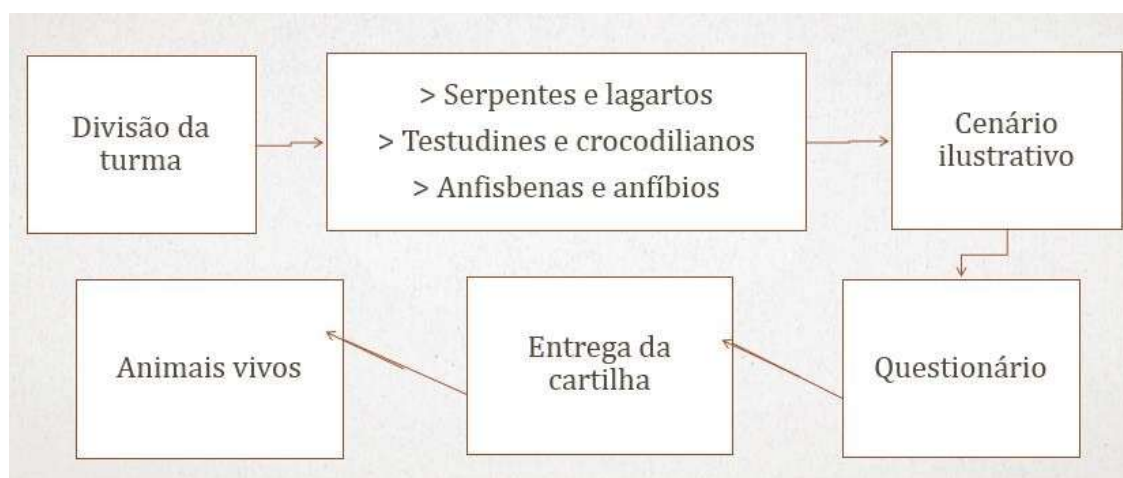 Divisão da
turma
> Serpentes e lagartos
> Testudines e crocodilianos
> Anfisbenas e anfíbios
Cenário
ilustrativo
Questionário
Entrega da
cartilha
Animais vivos